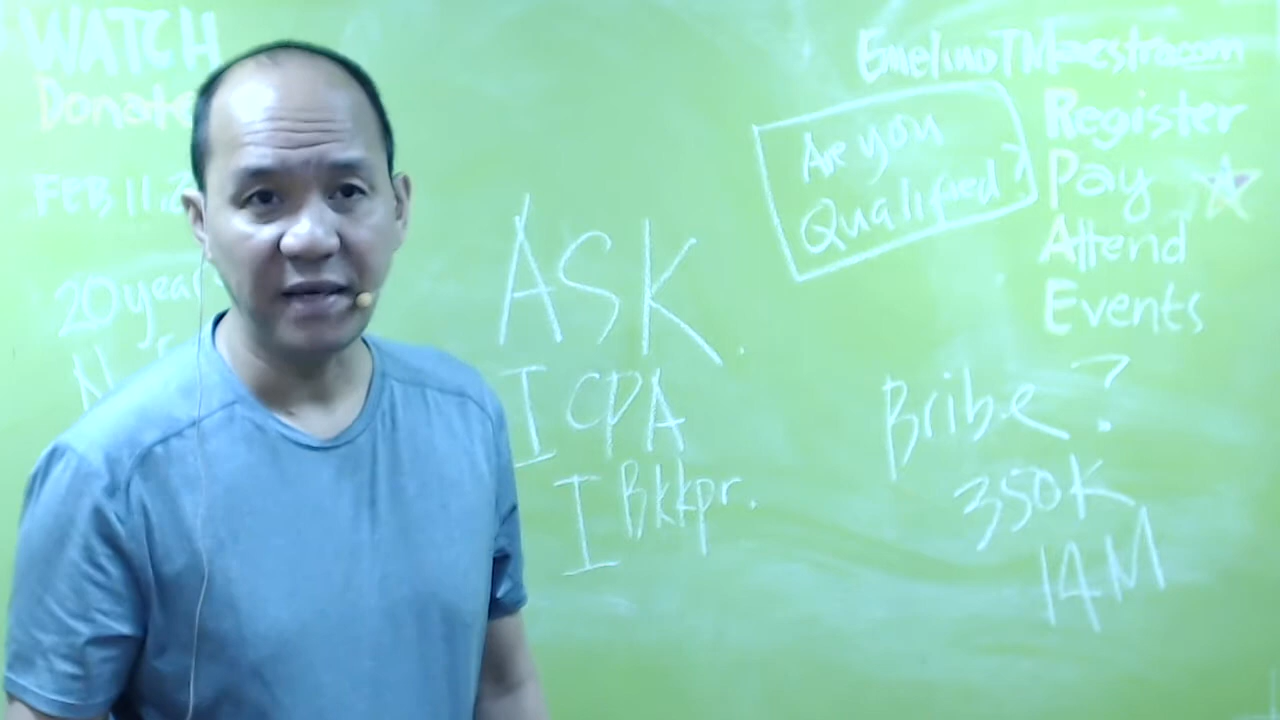 WATCH
Donate
FEB 11.2
20 year
EmelinoTMaestro.com
Are you
Qualified?
Register
Pay
Attend
Events
ASK.
I CPA
I Bkkpr.
Bribe?
350K
14M